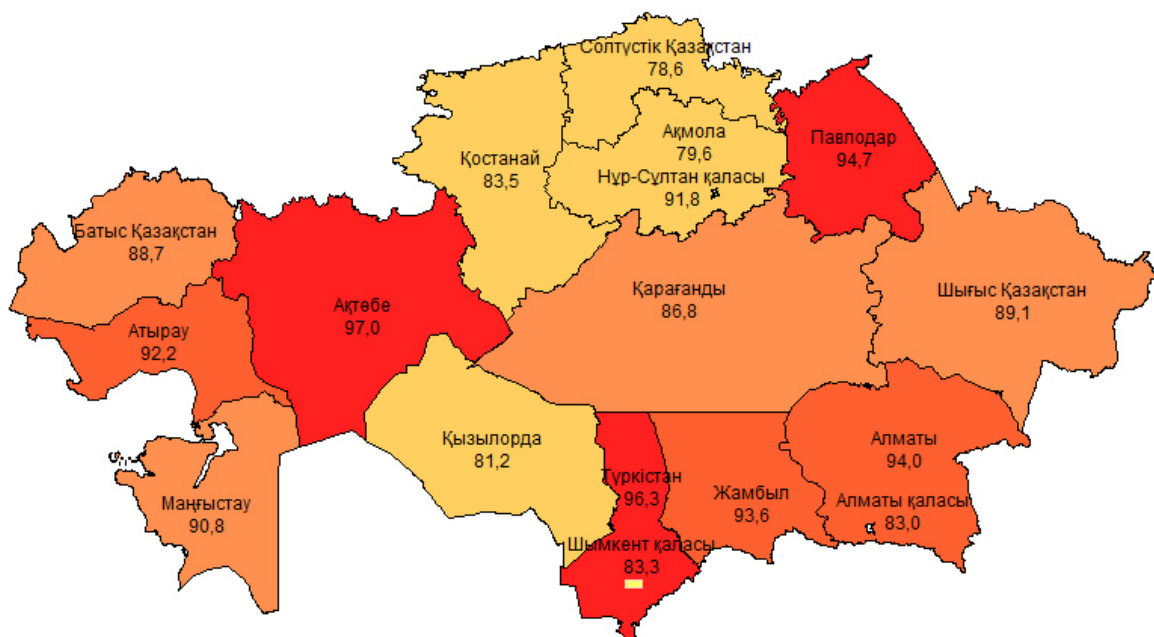 Солтүстік Қазақстан
78,6
Ақмола
79,6
Нұр-Сұлтан қаласы
91,8
Павлодар
94,7
Қостанай
83,5
Батыс Қазақстан
88,7
Ақтөбе
97,0
Атырау
92,2
Қарағанды
86,8
Шығыс Қазақстан
89,1
Маңғыстау
90,8
Қызылорда
81,2
Түркістан
96,3
Шымкент қаласы
83,3
Жамбыл
93,6
Алматы
94,0
Алматы қаласы
83,0